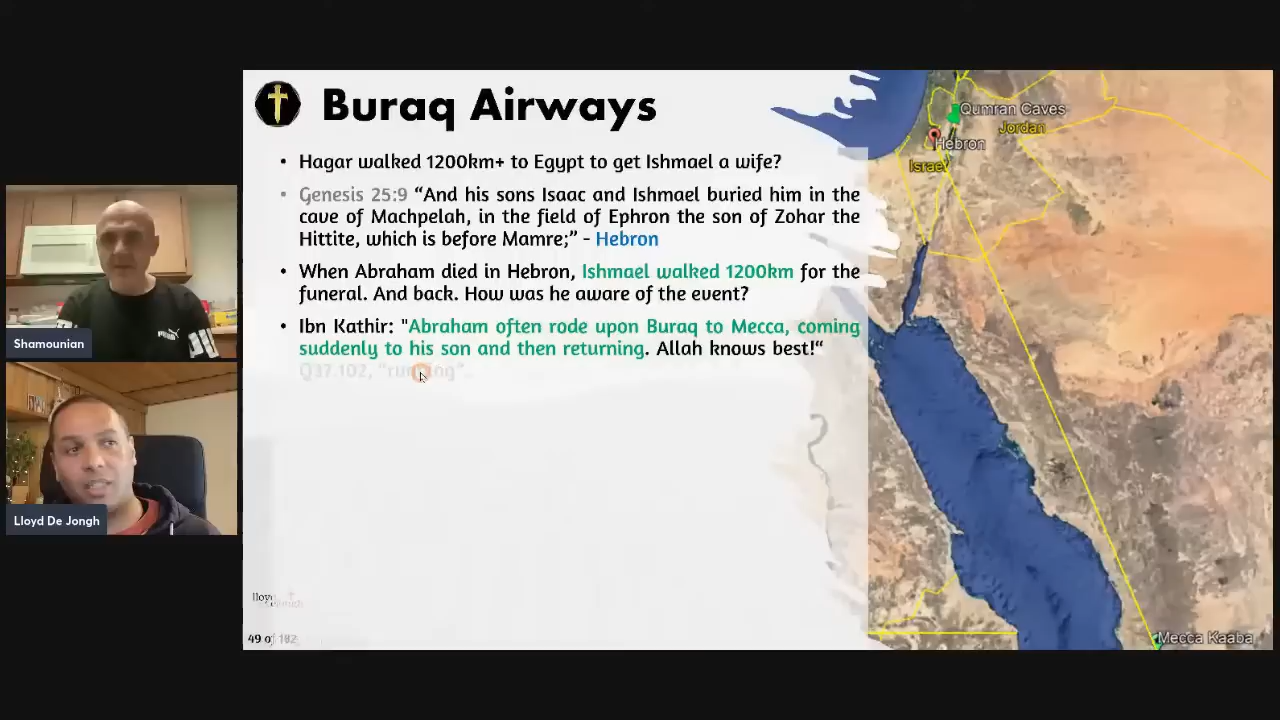 Buraq Airways
• Hagar walked 1200km+ to Egypt to get Ishmael a wife?
• Genesis 25:9 “And his sons Isaac and Ishmael buried him in the
cave of Machpelah, in the field of Ephron the son of Zohar the
Hittite, which is before Mamre;” - Hebron
• When Abraham died in Hebron, Ishmael walked 1200km for the
funeral. And back. How was he aware of the event?
• Ibn Kathir: "Abraham often rode upon Buraq to Mecca, coming
suddenly to his son and then returning. Allah knows best!“
Q37.102, “running”..
49 of 182
Qumran Caves
Jordan
Hebron
Israel
Mecca Kaaba
Shamounian
PUMA
Lloyd De Jongh